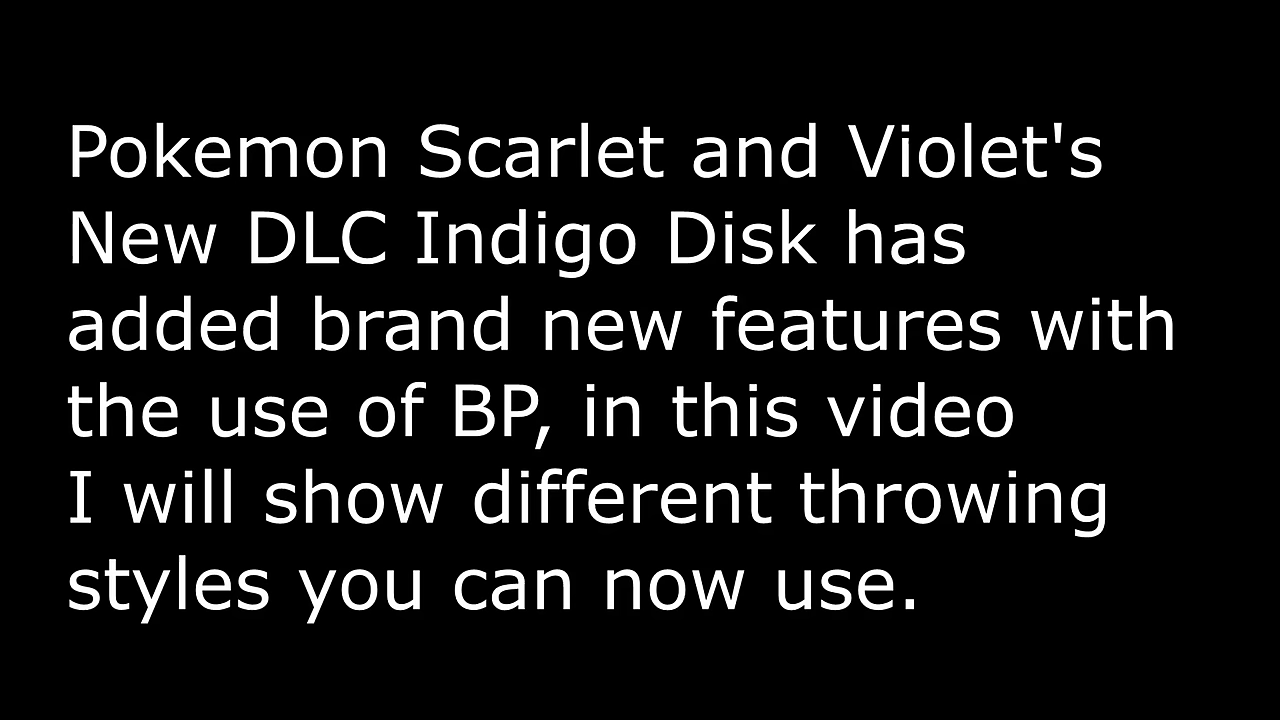 Pokemon Scarlet and Violet's
New DLC Indigo Disk has
added brand new features with
the use of BP, in this video
I will show different throwing
styles you can now use.